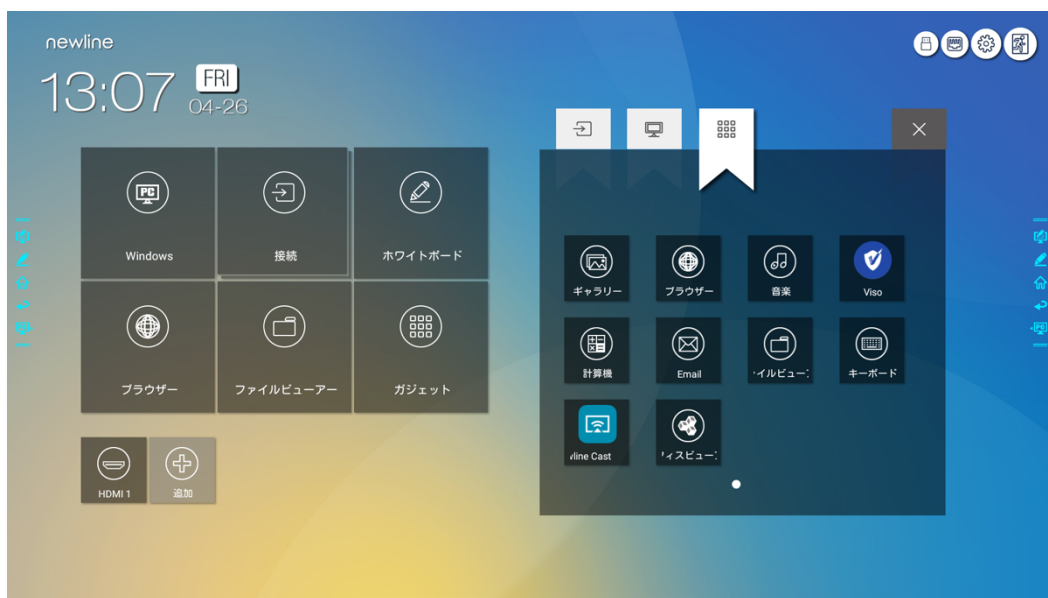 newline
13:07 FRI
04-26
Windows
接続
ホワイトボード
ブラウザー
ファイルビューアー
ガジェット
HDMI 1
追加
ギャラリー
ブラウザー
音楽
Viso
計算機
Email
イルビュー
キーボード
line Cast
ィスビュー
PC
PC